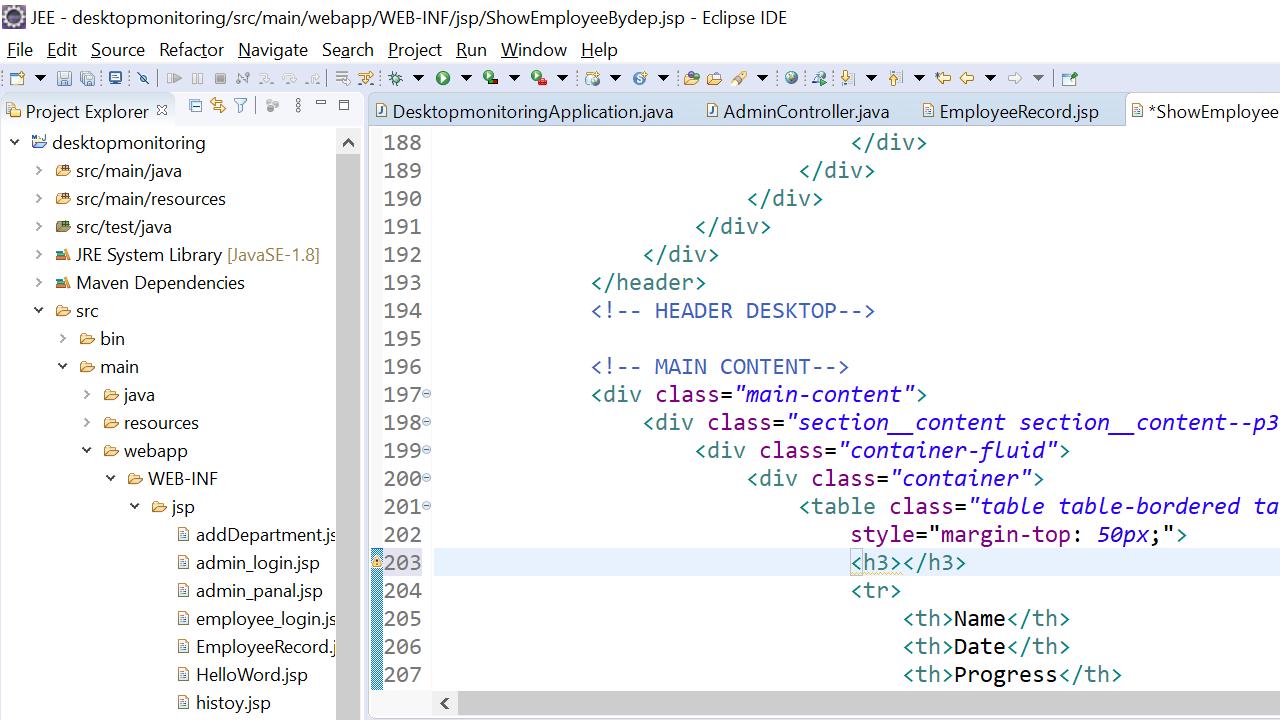 JEE - desktopmonitoring/src/main/webapp/WEB-INF/jsp/ShowEmployeeBydep.jsp - Eclipse IDE
File Edit Source Refactor Navigate Search Project Run Window Help
Project Explorer
DesktopmonitoringApplication.java AdminController.java EmployeeRecord.jsp *ShowEmployee
desktopmonitoring
src/main/java
src/main/resources
src/test/java
JRE System Library [JavaSE-1.8]
Maven Dependencies
src
bin
main
java
resources
webapp
WEB-INF
jsp
addDepartment.js
admin_login.jsp
admin_panal.jsp
employee_login.js
EmployeeRecord.j
HelloWord.jsp
histoy.jsp
188 </div>
189 </div>
190 </div>
191 </div>
192 </div>
193 </header>
194 <!-- HEADER DESKTOP-->
195
196 <!-- MAIN CONTENT-->
197 <div class="main-content">
198 <div class="section__content section__content--p3
199 <div class="container-fluid">
200 <div class="container">
201 <table class="table table-bordered ta
202 style="margin-top: 50px;">
203 <h3></h3>
204 <tr>
205 <th>Name</th>
206 <th>Date</th>
207 <th>Progress</th>